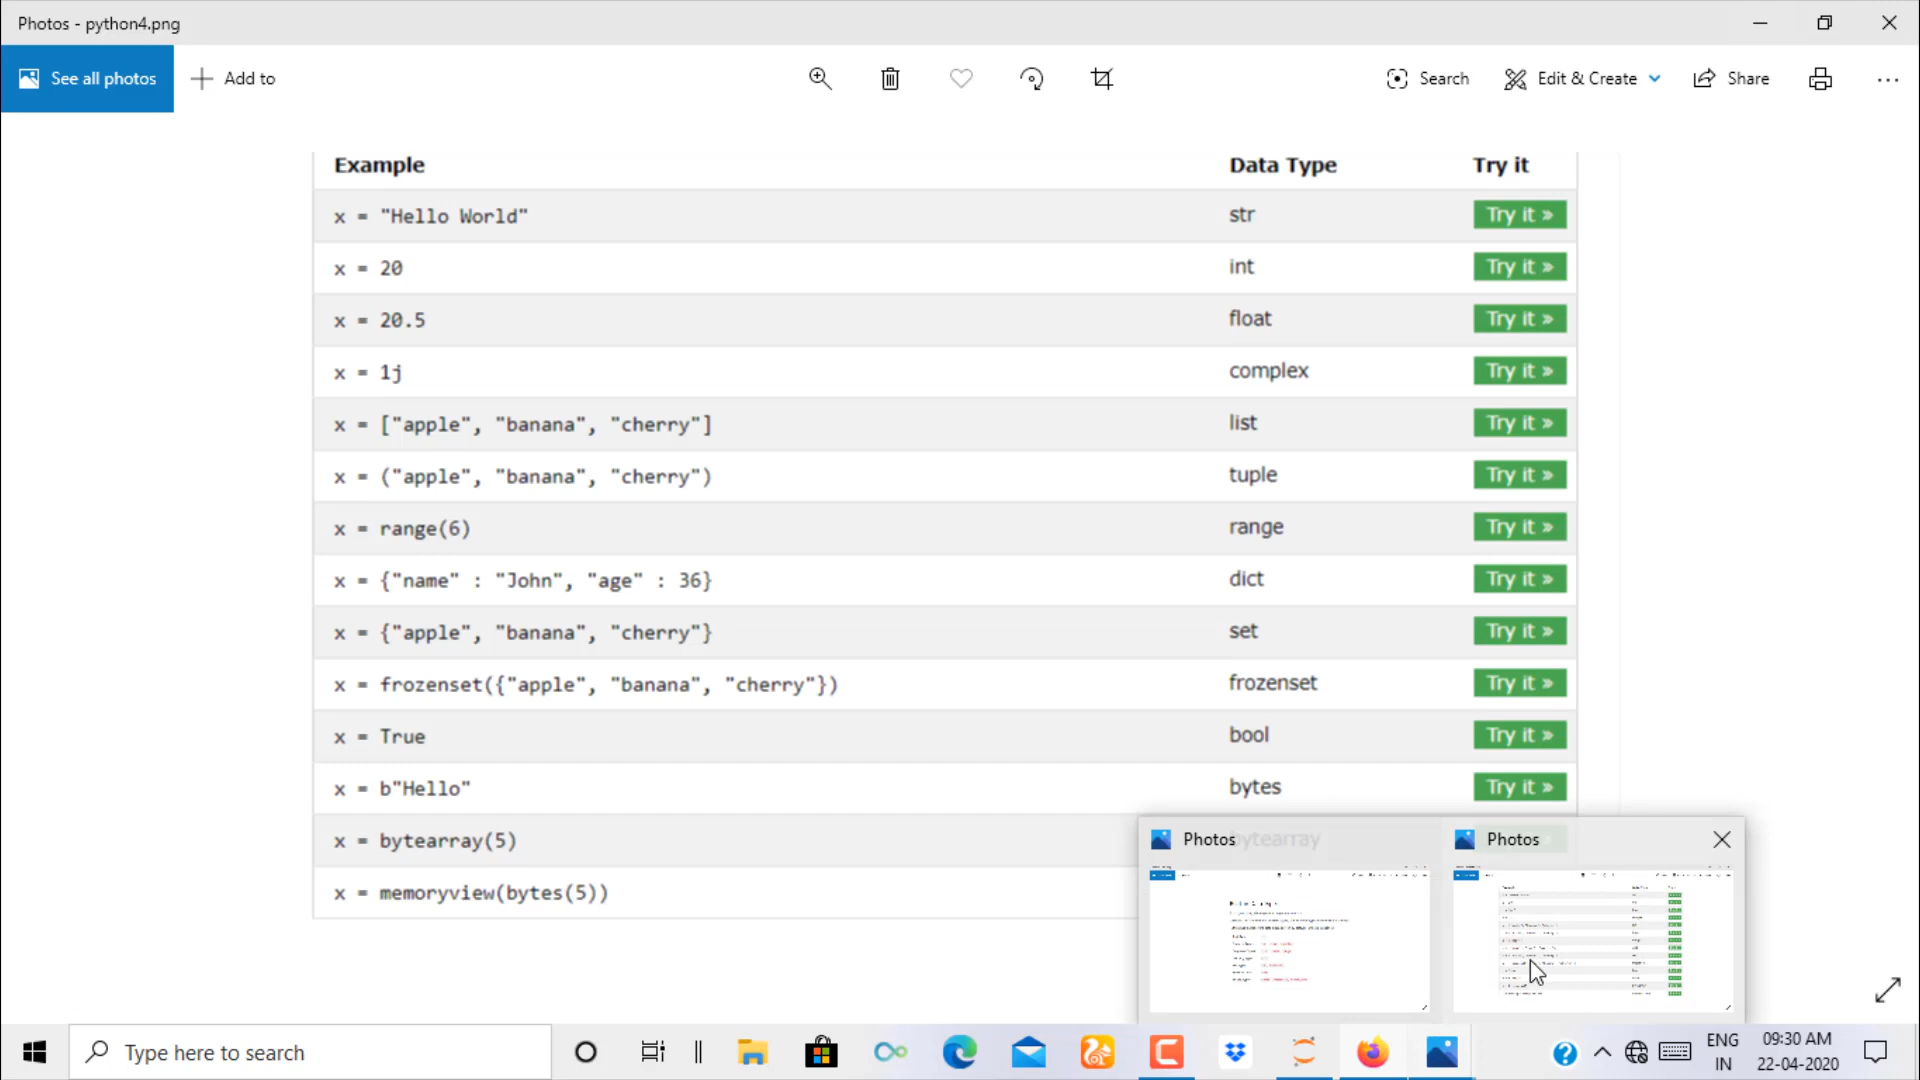 Photos - python4.png
See all photos
Add to
Search
Edit & Create
Share
Example Data Type Try it
x = "Hello World" str Try it »
x = 20 int Try it »
x = 20.5 float Try it »
x = 1j complex Try it »
x = ["apple", "banana", "cherry"] list Try it »
x = ("apple", "banana", "cherry") tuple Try it »
x = range(6) range Try it »
x = {"name" : "John", "age" : 36} dict Try it »
x = {"apple", "banana", "cherry"} set Try it »
x = frozenset({"apple", "banana", "cherry"}) frozenset Try it »
x = True bool Try it »
x = b"Hello" bytes Try it »
x = bytearray(5) bytearray
x = memoryview(bytes(5))
Photos
Photos
Type here to search
ENG
IN
09:30 AM
22-04-2020